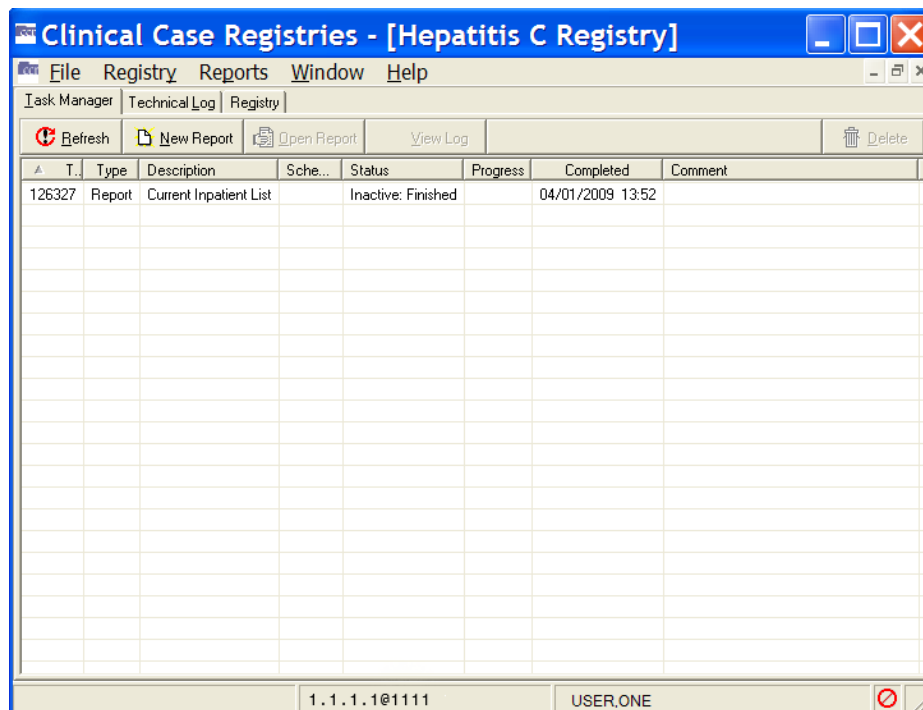 Clinical Case Registries - [Hepatitis C Registry]
File Registry Reports Window Help
Task Manager Technical Log Registry
Refresh New Report Open Report View Log Delete
T.. Type Description Sche... Status Progress Completed Comment
126327 Report Current Inpatient List Inactive: Finished 04/01/2009 13:52
1.1.1.1@1111 USER,ONE